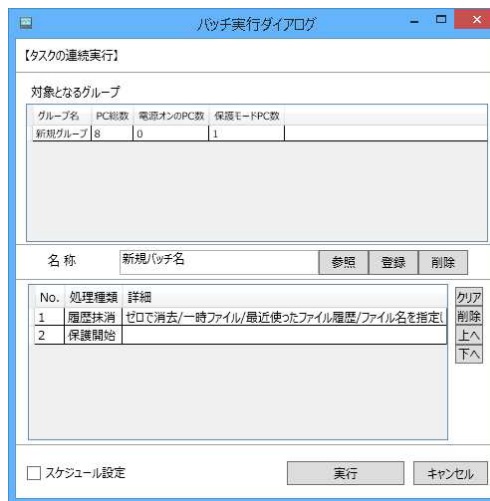 バッチ実行ダイアログ
【タスクの連続実行】
対象となるグループ
グループ名 PC総数 電源オンのPC数 保護モードPC数
新規グループ 8 0 1
名 称 新規バッチ名 参照 登録 削除
No. 処理種類 詳細
1 履歴抹消 ゼロで消去/一時ファイル/最近使ったファイル履歴/ファイル名を指定し
2 保護開始
クリア
削除
上へ
下へ
スケジュール設定 実行 キャンセル